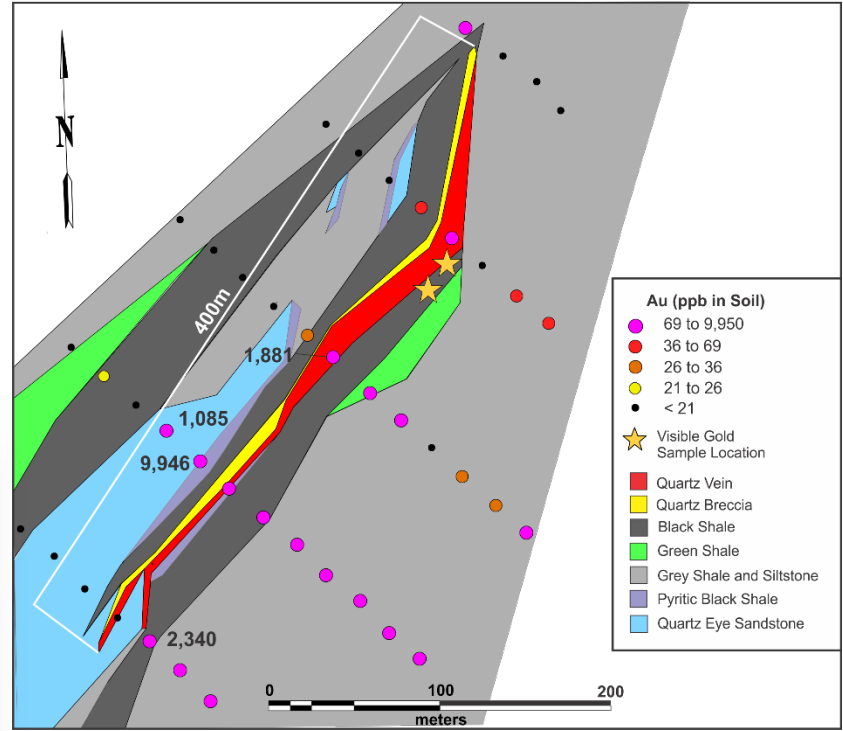 N
400m
1,881
1,085
9,946
2,340
0 100 200
meters
Au (ppb in Soil)
69 to 9,950
36 to 69
26 to 36
21 to 26
< 21
Visible Gold
Sample Location
Quartz Vein
Quartz Breccia
Black Shale
Green Shale
Grey Shale and Siltstone
Pyritic Black Shale
Quartz Eye Sandstone